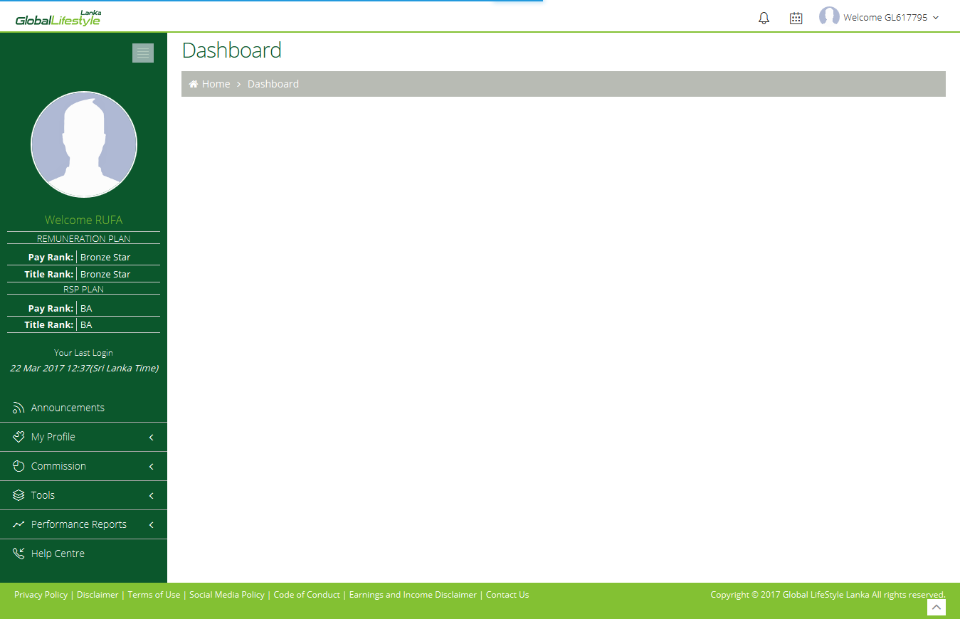 Lanka
GlobalLifestyle
Welcome GL617795
Dashboard
Home > Dashboard
Welcome RUFA
REMUNERATION PLAN
Pay Rank: Bronze Star
Title Rank: Bronze Star
RSP PLAN
Pay Rank: BA
Title Rank: BA
Your Last Login
22 Mar 2017 12:37(Sri Lanka Time)
Announcements
My Profile
Commission
Tools
Performance Reports
Help Centre
Privacy Policy | Disclaimer | Terms of Use | Social Media Policy | Code of Conduct | Earnings and Income Disclaimer | Contact Us
Copyright © 2017 Global LifeStyle Lanka All rights reserved.